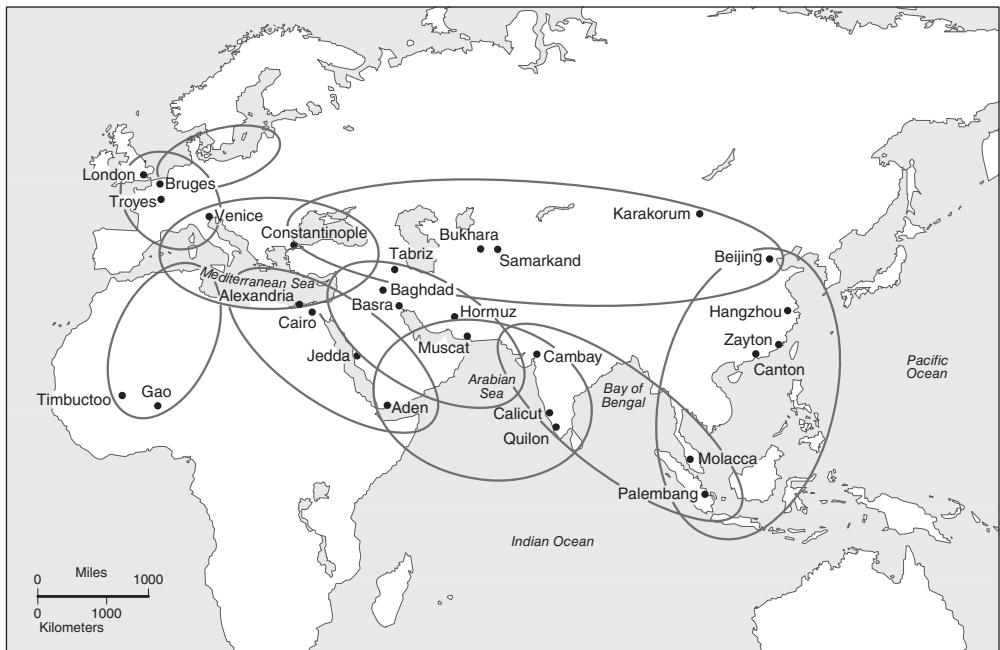 London
Bruges
Troyes
Venice
Karakorum
Constantinople
Bukhara
Samarkand
Tabriz
Beijing
Mediterranean Sea
Alexandria
Baghdad
Basra
Cairo
Hormuz
Hangzhou
Muscat
Zayton
Jedda
Cambay
Canton
Pacific
Ocean
Arabian
Sea
Bay of
Bengal
Timbuctoo
Gao
Aden
Calicut
Quilon
Molacca
Palembang
Indian Ocean
0 Miles 1000
0 1000
Kilometers